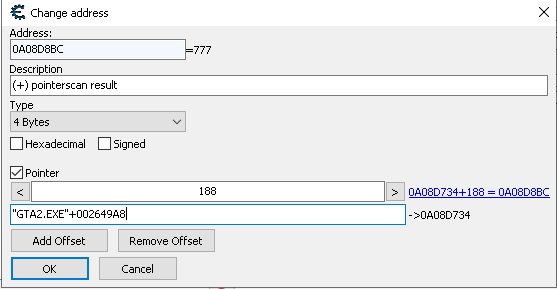 Change address
Address:
0A08D8BC =777
Description
(+) pointerscan result
Type
4 Bytes
Hexadecimal Signed
Pointer
< 188 > 0A08D734+188 = 0A08D8BC
"GTA2.EXE"+002649A8 ->0A08D734
Add Offset Remove Offset
OK Cancel